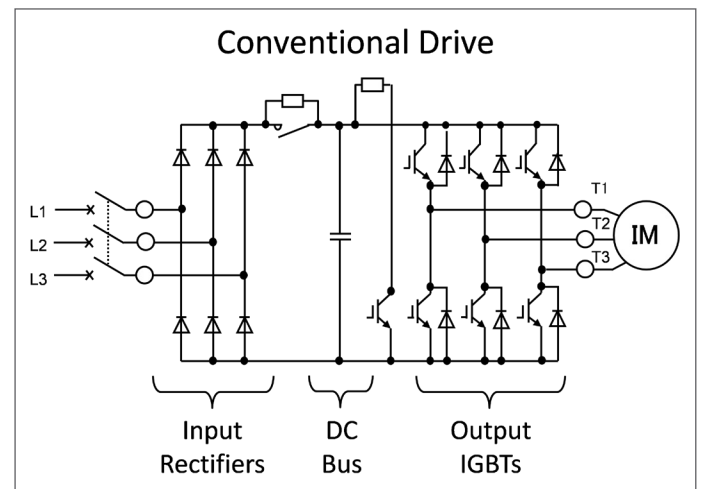 Conventional Drive
L1
L2
L3
T1
T2
T3
IM
Input
Rectifiers
DC
Bus
Output
IGBTs